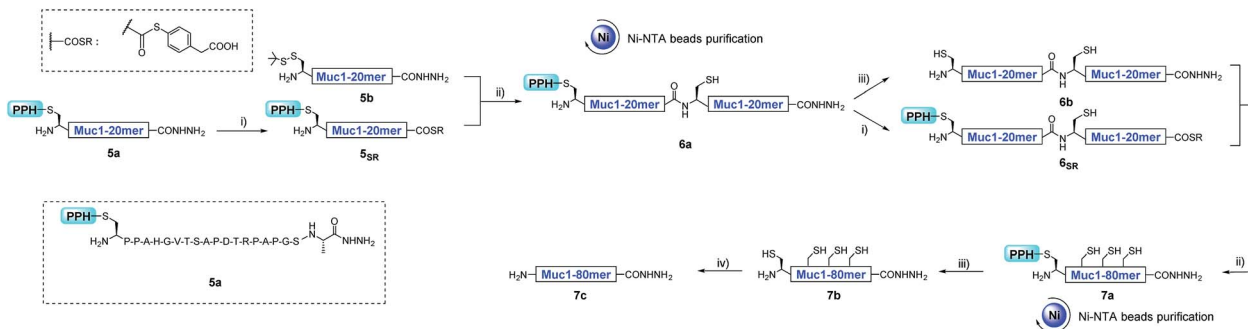 COSR :
S
O
COOH
PPH
S
H₂N
Muc1-20mer
CONHNH₂
5a
i)
S
S
H₂N
Muc1-20mer
CONHNH₂
5b
PPH
S
H₂N
Muc1-20mer
COSR
5SR
ii)
Ni
Ni-NTA beads purification
PPH
S
H₂N
Muc1-20mer
O
N
H
SH
Muc1-20mer
CONHNH₂
6a
iii)
i)
HS
H₂N
Muc1-20mer
O
N
H
SH
Muc1-20mer
CONHNH₂
6b
PPH
S
H₂N
Muc1-20mer
O
N
H
SH
Muc1-20mer
COSR
6SR
PPH
S
H₂N
P-P-A-H-G-V-T-S-A-P-D-T-R-P-A-P-G-S
H
N
O
NHNH₂
5a
H₂N
Muc1-80mer
CONHNH₂
7c
iv)
HS
SH SH SH
H₂N
Muc1-80mer
CONHNH₂
7b
iii)
PPH
S
SH SH SH
H₂N
Muc1-80mer
CONHNH₂
7a
ii)
Ni
Ni-NTA beads purification